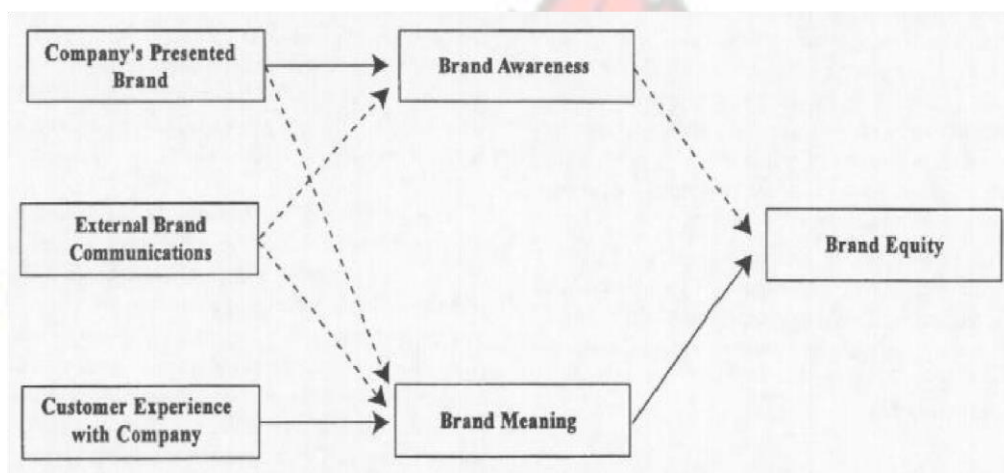 Company's Presented
Brand
Brand Awareness
External Brand
Communications
Brand Equity
Customer Experience
with Company
Brand Meaning